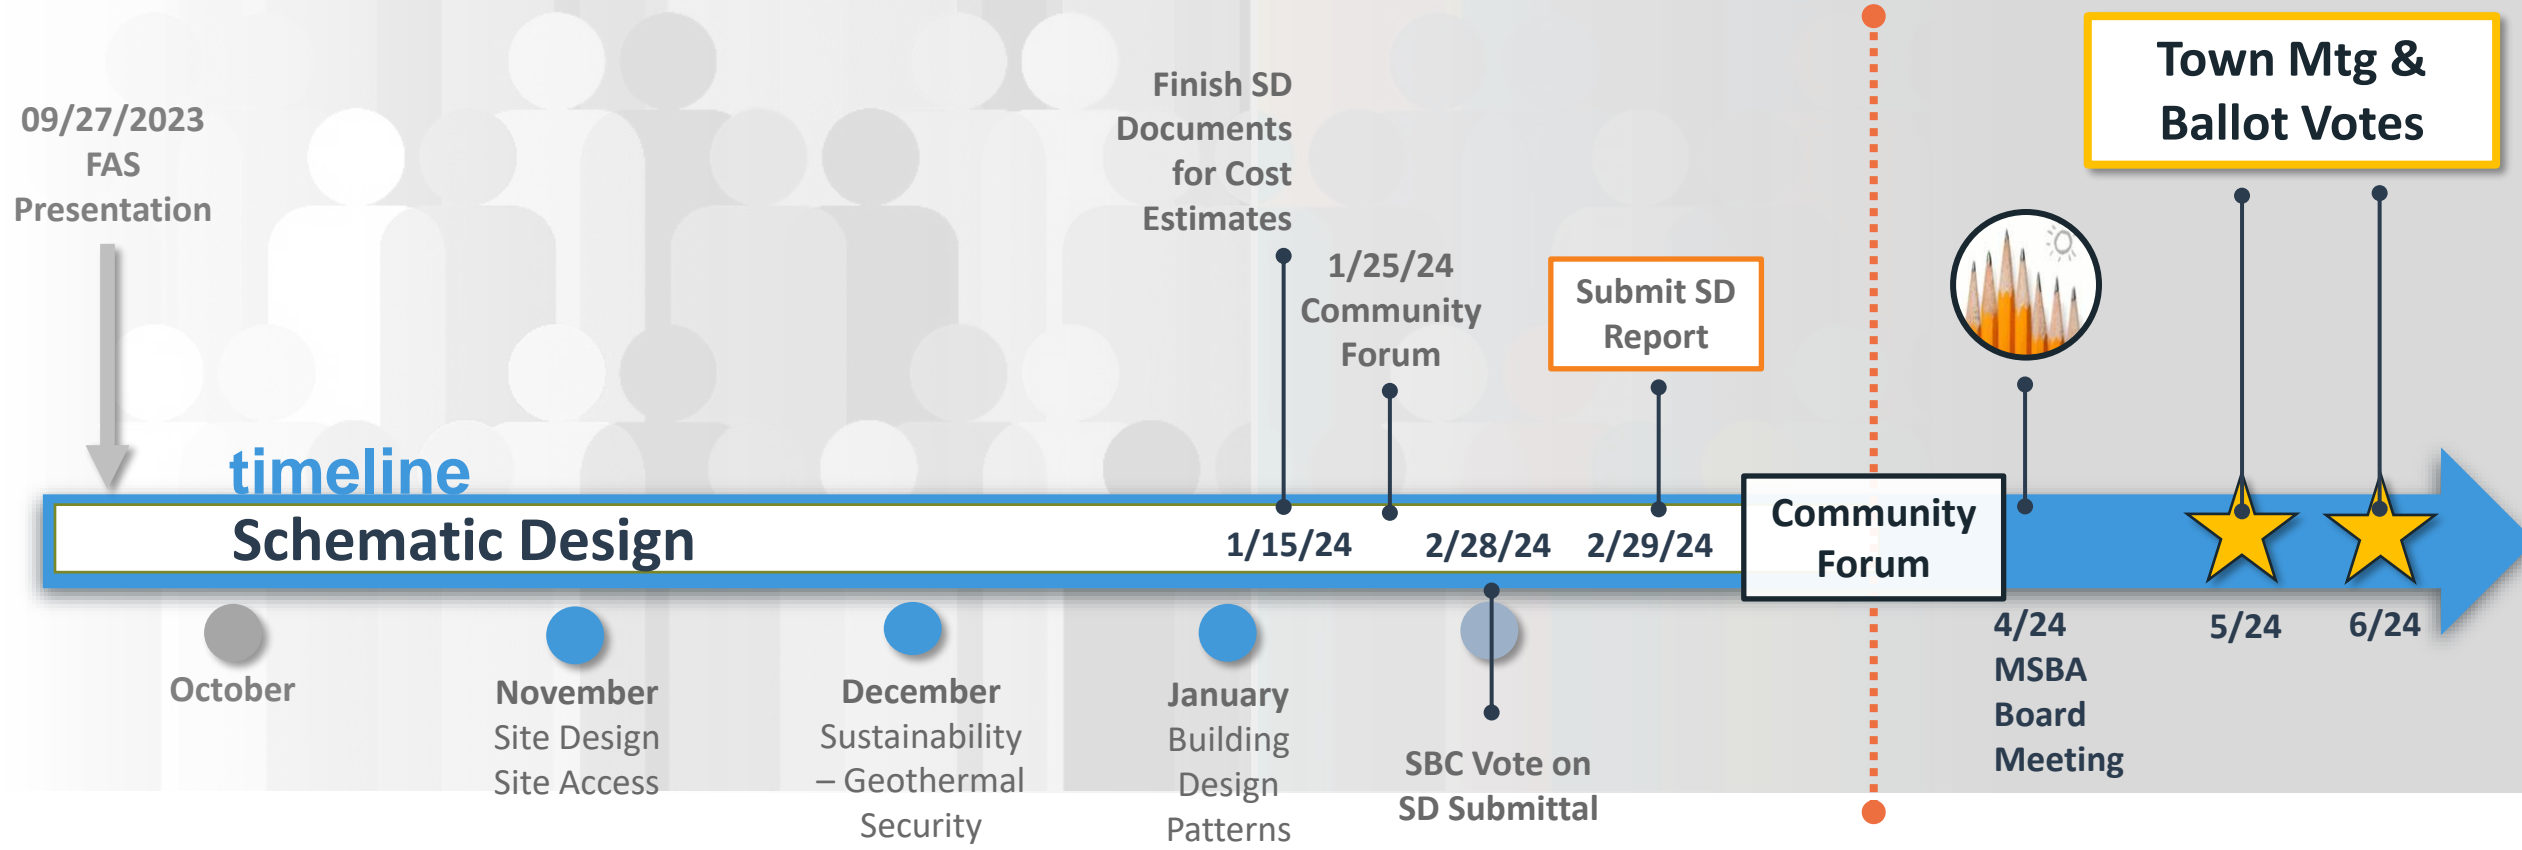 09/27/2023
FAS
Presentation
Finish SD
Documents
for Cost
Estimates
1/25/24
Community
Forum
Submit SD
Report
Town Mtg &
Ballot Votes
timeline
Schematic Design
1/15/24
2/28/24
2/29/24
Community
Forum
October
November
Site Design
Site Access
December
Sustainability
– Geothermal
Security
January
Building
Design
Patterns
SBC Vote on
SD Submittal
4/24
MSBA
Board
Meeting
5/24
6/24